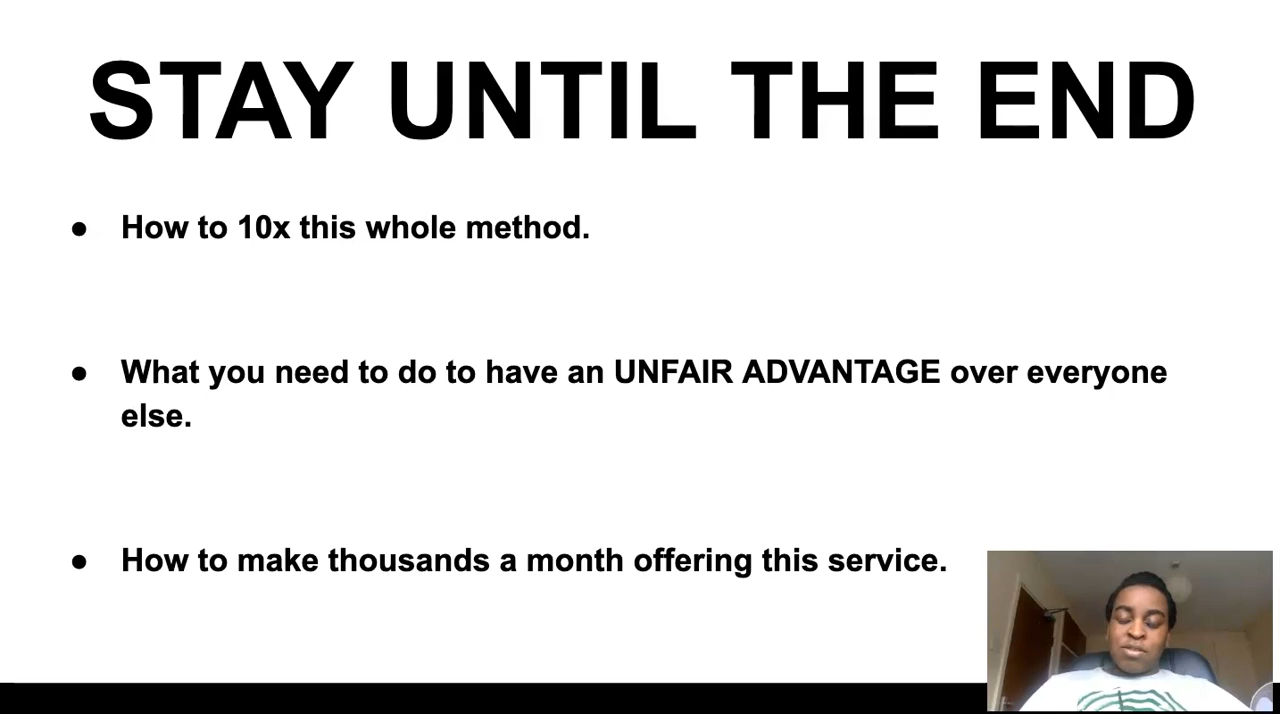 STAY UNTIL THE END
● How to 10x this whole method.
● What you need to do to have an UNFAIR ADVANTAGE over everyone
else.
● How to make thousands a month offering this service.